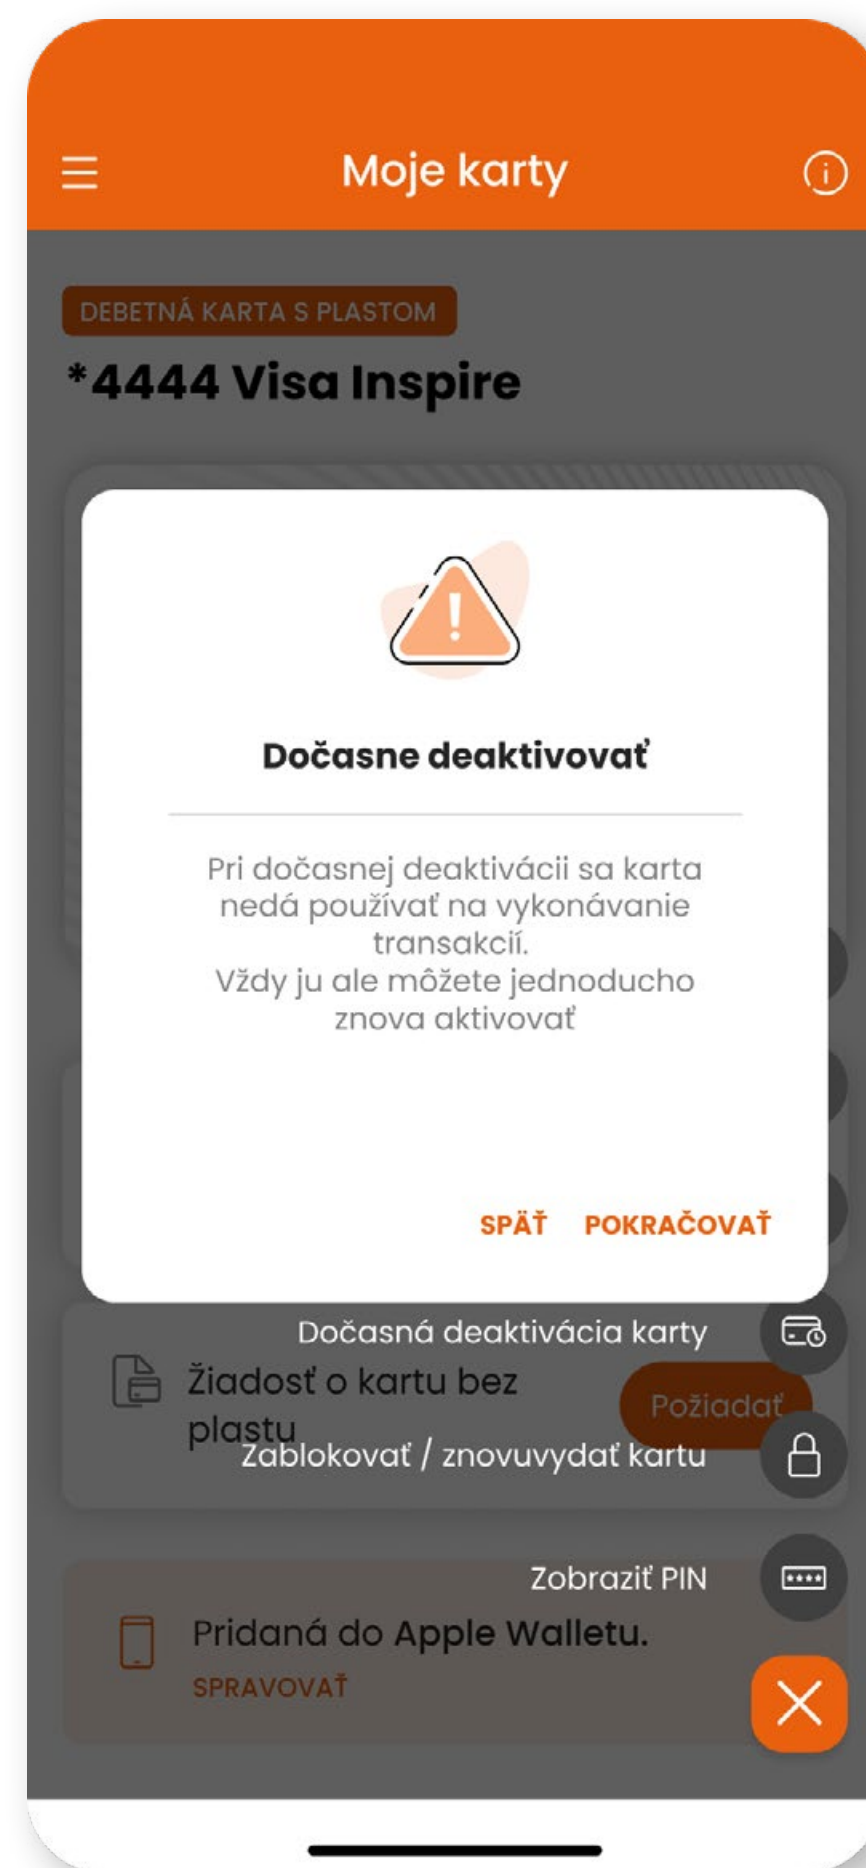 Moje karty
DEBETNÁ KARTA S PLASTOM
*4444 Visa Inspire
!
Dočasne deaktivovať
Pri dočasnej deaktivácii sa karta
nedá používať na vykonávanie
transakcií.
Vždy ju ale môžete jednoducho
znova aktivovať
SPÄŤ POKRAČOVAŤ
Dočasná deaktivácia karty
Žiadosť o kartu bez
plastu
Požiadať
Zablokovať / znovuvydať kartu
Zobraziť PIN
****
Pridaná do Apple Walletu.
SPRAVOVAŤ